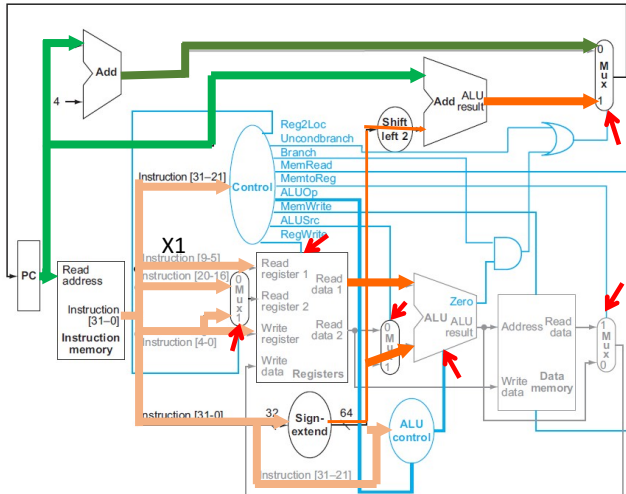 Add
4
0
M
u
x
1
Add
ALU
result
Shift
left 2
Reg2Loc
Uncondbranch
Branch
MemRead
MemtoReg
ALUOp
MemWrite
ALUSrc
RegWrite
Control
Instruction [31–21]
X1
Instruction [9-5]
Instruction [20-16]
Instruction [4-0]
PC
Read
address
Instruction
[31–0]
Instruction
memory
0
M
u
x
1
Read
register 1
Read
register 2
Write
register
Write
data
Read
data 1
Read
data 2
Registers
0
M
u
x
1
Zero
ALU
ALU
result
Address
Read
data
Write
data
Data
memory
1
M
u
x
0
Instruction [31-0]
32
Sign-
extend
64
ALU
control
Instruction [31–21]